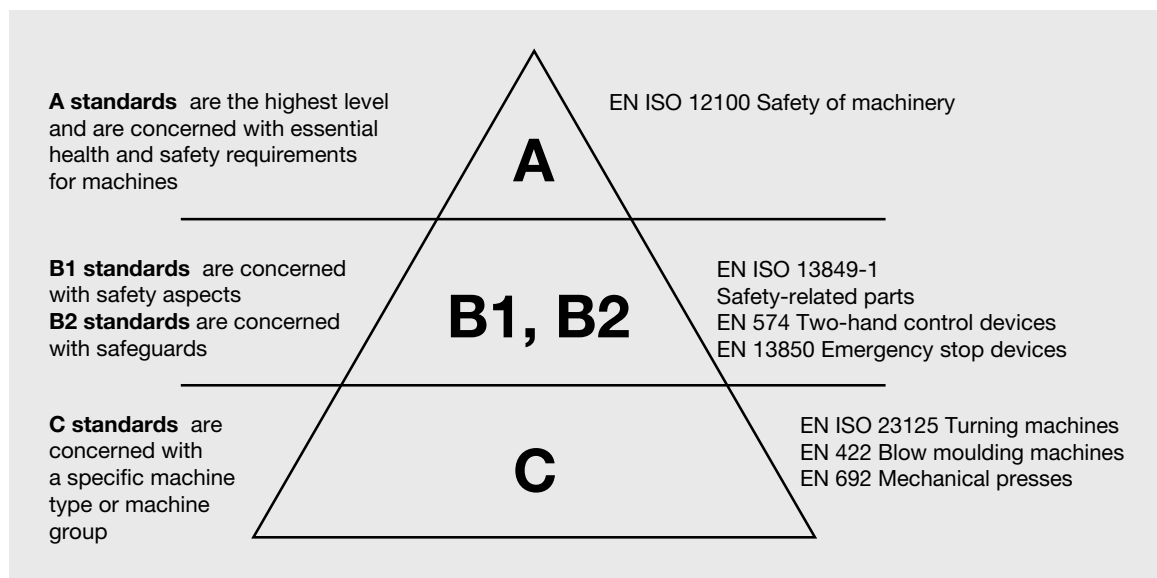 A standards are the highest level
and are concerned with essential
health and safety requirements
for machines
EN ISO 12100 Safety of machinery
A
B1 standards are concerned
with safety aspects
B2 standards are concerned
with safeguards
B1, B2
EN ISO 13849-1
Safety-related parts
EN 574 Two-hand control devices
EN 13850 Emergency stop devices
C standards are
concerned with
a specific machine
type or machine
group
C
EN ISO 23125 Turning machines
EN 422 Blow moulding machines
EN 692 Mechanical presses